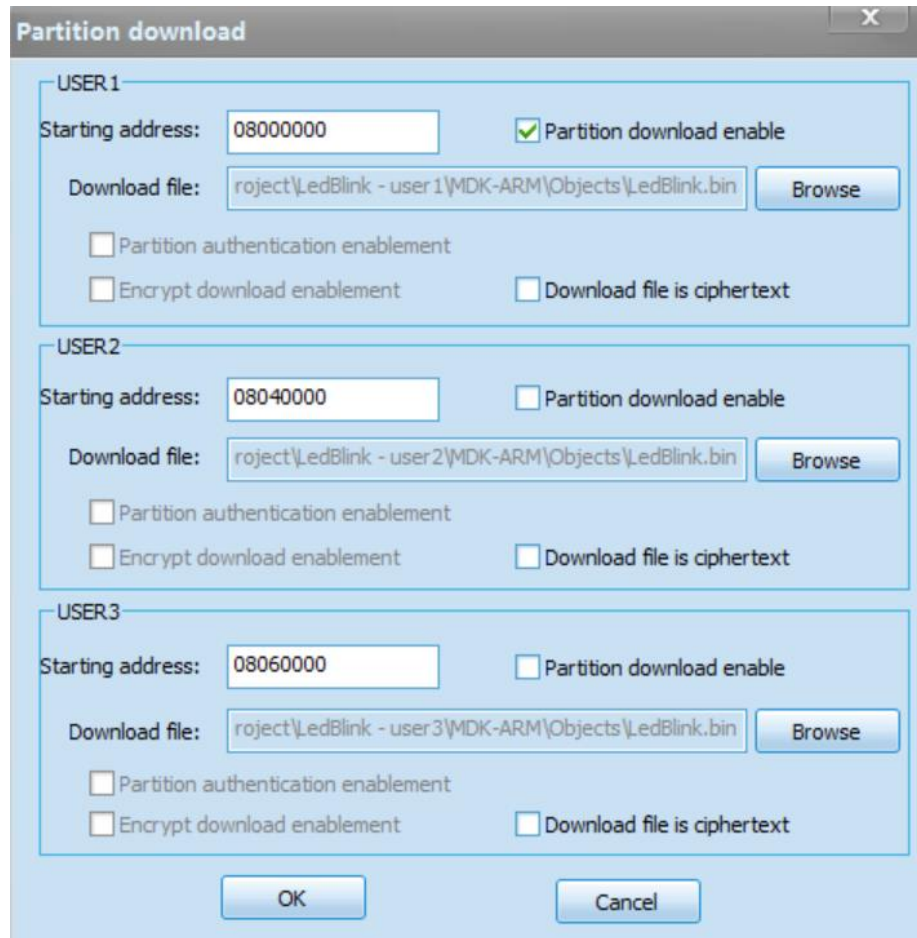 Partition download
x
USER1
Starting address: 08000000 Partition download enable
Download file: roject\LedBlink - user1\MDK-ARM\Objects\LedBlink.bin Browse
Partition authentication enablement
Encrypt download enablement Download file is ciphertext
USER2
Starting address: 08040000 Partition download enable
Download file: roject\LedBlink - user2\MDK-ARM\Objects\LedBlink.bin Browse
Partition authentication enablement
Encrypt download enablement Download file is ciphertext
USER3
Starting address: 08060000 Partition download enable
Download file: roject\LedBlink - user3\MDK-ARM\Objects\LedBlink.bin Browse
Partition authentication enablement
Encrypt download enablement Download file is ciphertext
OK Cancel